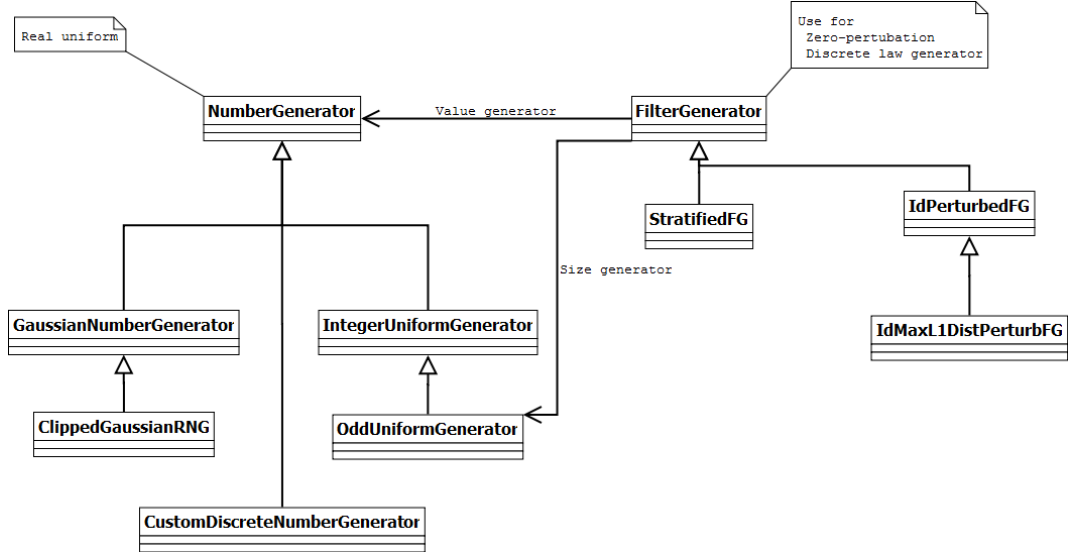 Real uniform
Use for
Zero-pertubation
Discrete law generator
NumberGenerator
Value generator
FilterGenerator
StratifiedFG
IdPerturbedFG
Size generator
GaussianNumberGenerator
IntegerUniformGenerator
IdMaxL1DistPerturbFG
ClippedGaussianRNG
OddUniformGenerator
CustomDiscreteNumberGenerator